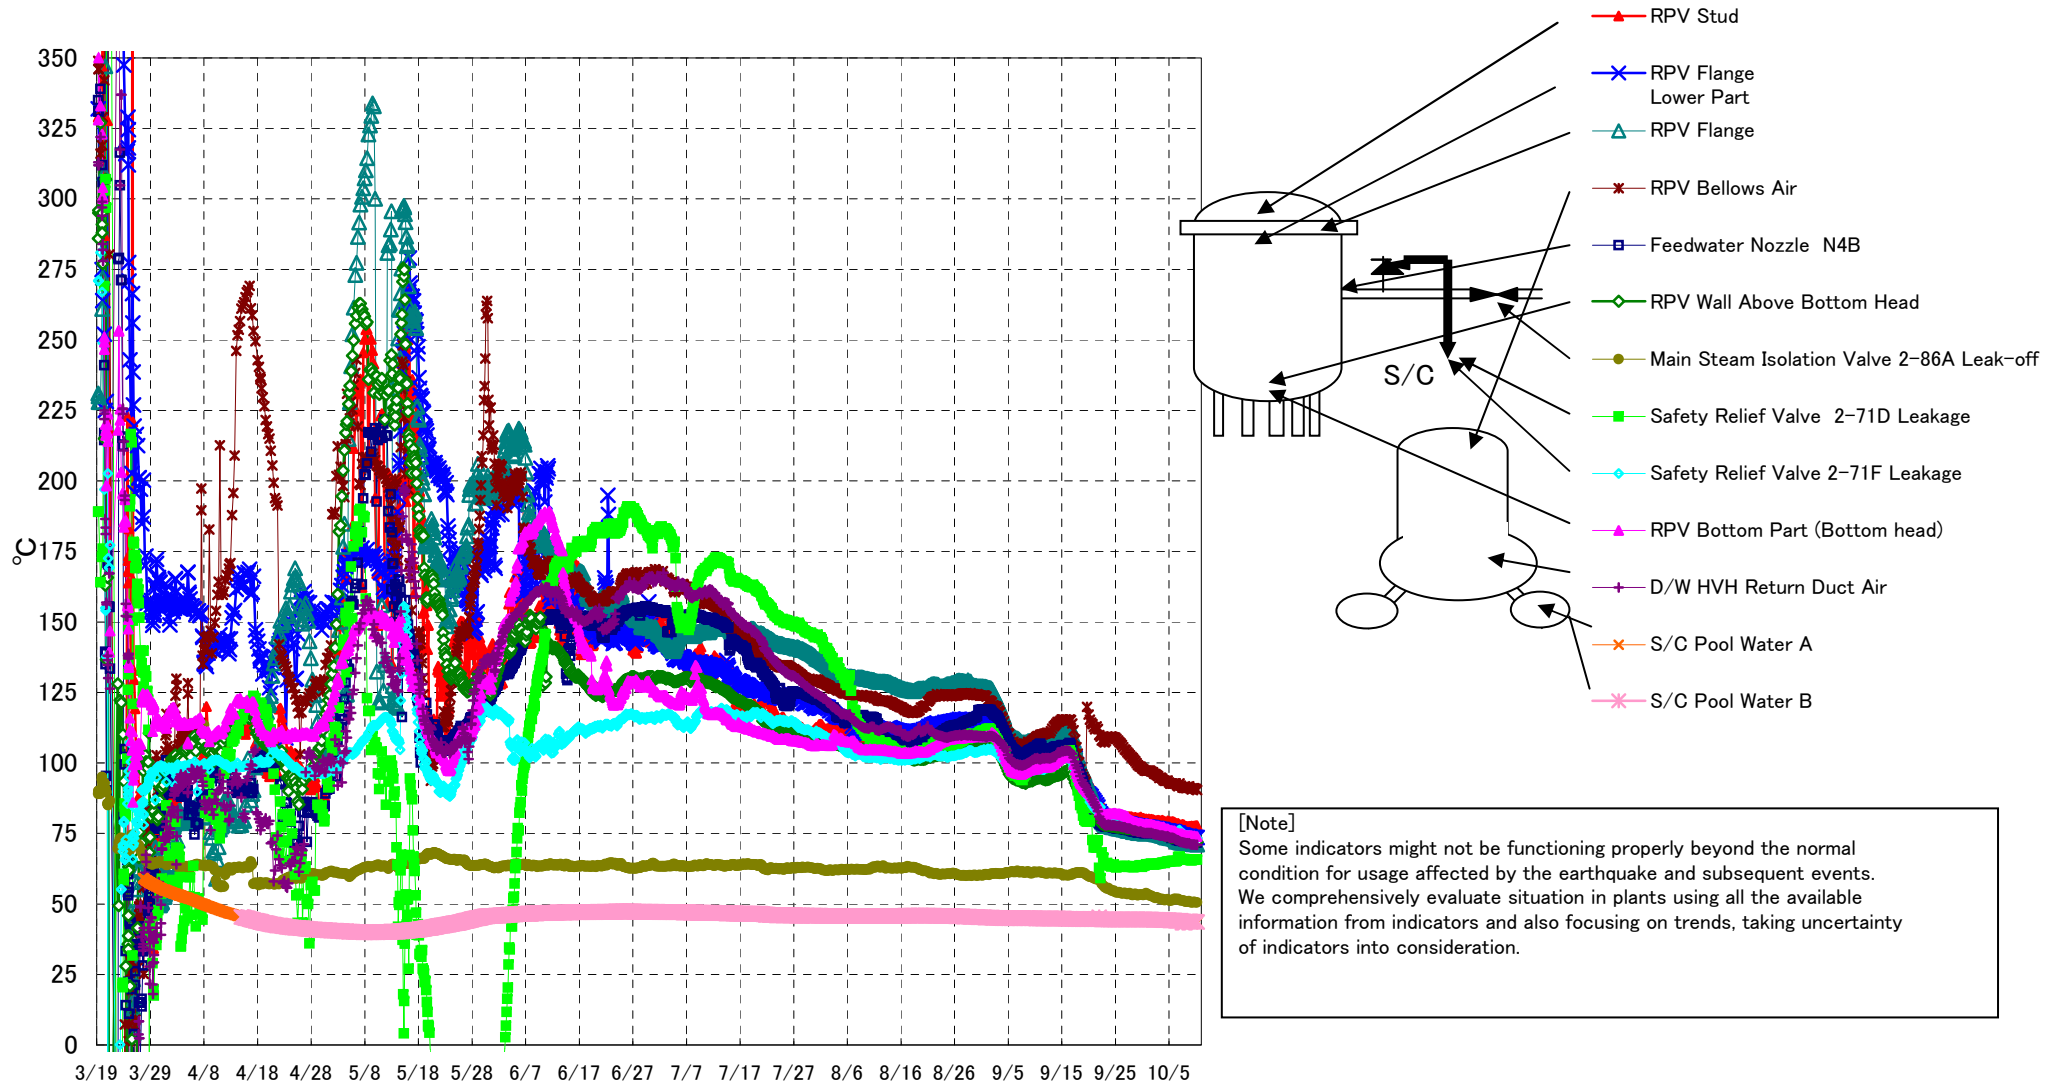 350
325
300
275
250
225
200
175
150
125
100
75
50
25
0
℃
3/19 3/29 4/8 4/18 4/28 5/8 5/18 5/28 6/7 6/17 6/27 7/7 7/17 7/27 8/6 8/16 8/26 9/5 9/15 9/25 10/5
RPV Stud
RPV Flange
Lower Part
RPV Flange
RPV Bellows Air
Feedwater Nozzle N4B
RPV Wall Above Bottom Head
Main Steam Isolation Valve 2-86A Leak-off
Safety Relief Valve 2-71D Leakage
Safety Relief Valve 2-71F Leakage
RPV Bottom Part (Bottom head)
D/W HVH Return Duct Air
S/C Pool Water A
S/C Pool Water B
S/C
[Note]
Some indicators might not be functioning properly beyond the normal
condition for usage affected by the earthquake and subsequent events.
We comprehensively evaluate situation in plants using all the available
information from indicators and also focusing on trends, taking uncertainty
of indicators into consideration.